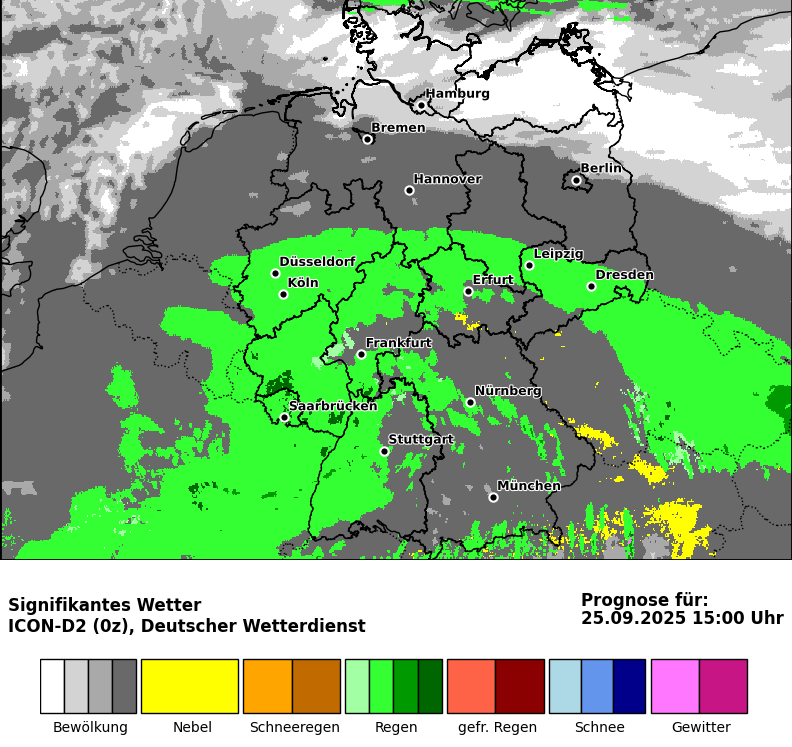 Hamburg
Bremen
Berlin
Hannover
Leipzig
Düsseldorf
Dresden
Köln
Erfurt
Frankfurt
Nürnberg
Saarbrücken
Stuttgart
München
Signifikantes Wetter
ICON-D2 (0z), Deutscher Wetterdienst
Prognose für:
25.09.2025 15:00 Uhr
Bewölkung Nebel Schneeregen Regen gefr. Regen Schnee Gewitter